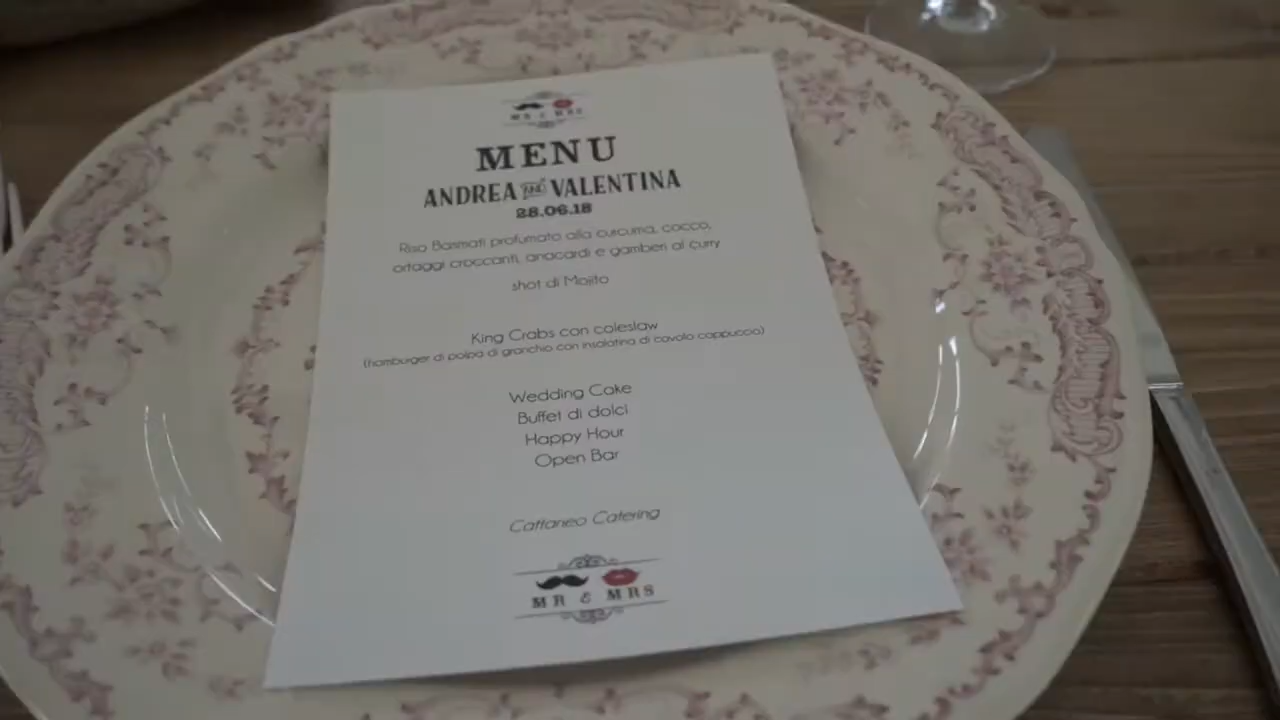 MR & MRS
MENU
ANDREA AND VALENTINA
28.06.18
Riso Basmati profumato alla curcuma, cocco,
ortaggi croccanti, anacardi e gamberi al curry
shot di Mojito
King Crabs con coleslaw
(hamburger di polpa di granchio con insalatina di cavolo cappuccio)
Wedding Cake
Buffet di dolci
Happy Hour
Open Bar
Cattaneo Catering
MR & MRS